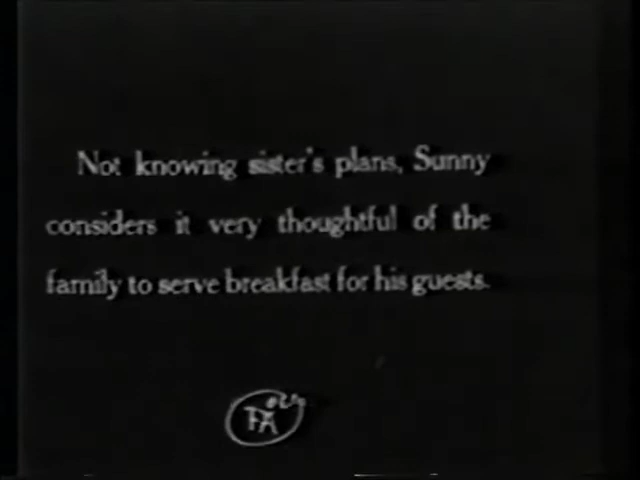 Not knowing sister's plans, Sunny
considers it very thoughtful of the
family to serve breakfast for his guests.
FA